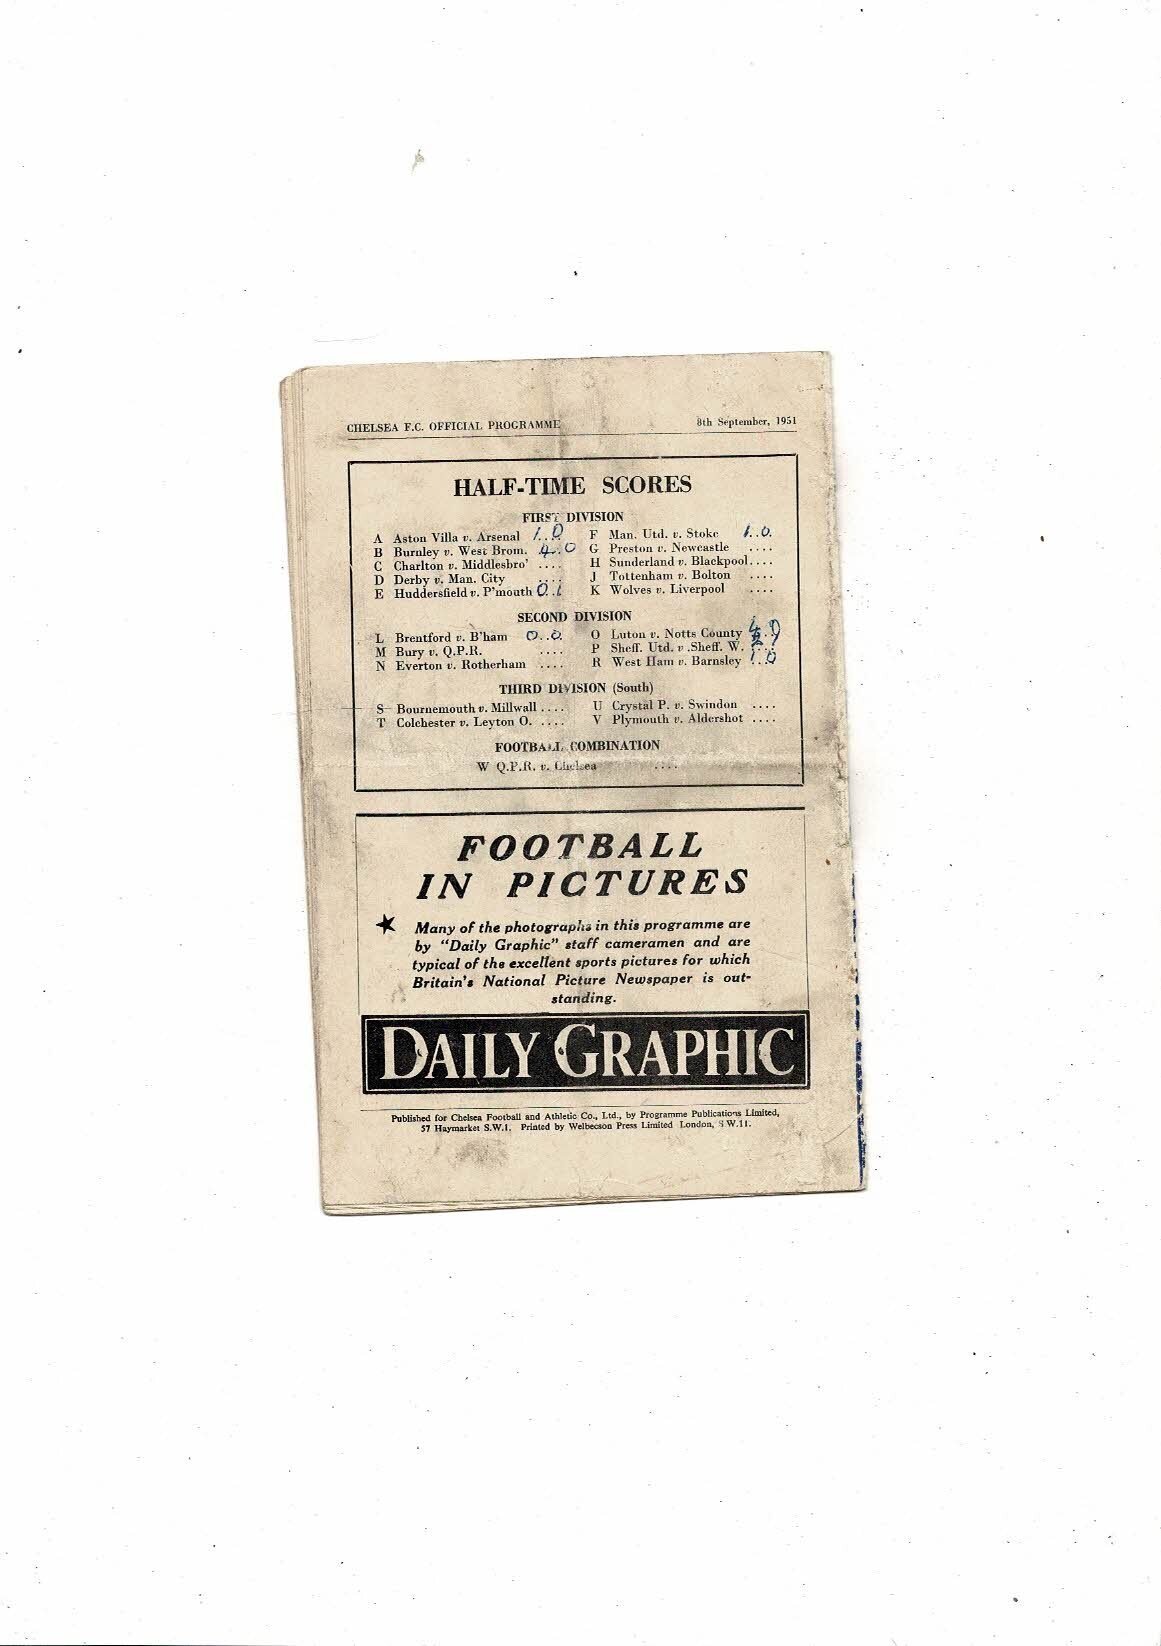 CHELSEA F.C. OFFICIAL PROGRAMME 8th September, 1951
HALF-TIME SCORES
FIRST DIVISION
A Aston Villa v. Arsenal 1..0
B Burnley v. West Brom. 4..0
C Charlton v. Middlesbro' ....
D Derby v. Man. City ....
E Huddersfield v. P'mouth 0..1
F Man. Utd. v. Stoke 1..0.
G Preston v. Newcastle ....
H Sunderland v. Blackpool....
J Tottenham v. Bolton ....
K Wolves v. Liverpool ....
SECOND DIVISION
L Brentford v. B'ham 0..0.
M Bury v. Q.P.R. ....
N Everton v. Rotherham ....
O Luton v. Notts County
P Sheff. Utd. v .Sheff. W.
R West Ham v. Barnsley 1..0
THIRD DIVISION (South)
S Bournemouth v. Millwall ....
T Colchester v. Leyton O. ....
U Crystal P. v. Swindon ....
V Plymouth v. Aldershot ....
FOOTBALL COMBINATION
W Q.P.R. v. Chelsea ....
FOOTBALL
IN PICTURES
★ Many of the photographs in this programme are
by "Daily Graphic" staff cameramen and are
typical of the excellent sports pictures for which
Britain's National Picture Newspaper is out-
standing.
DAILY GRAPHIC
Published for Chelsea Football and Athletic Co., Ltd., by Programme Publications Limited,
57 Haymarket S.W.1. Printed by Welbecson Press Limited London, S.W.11.